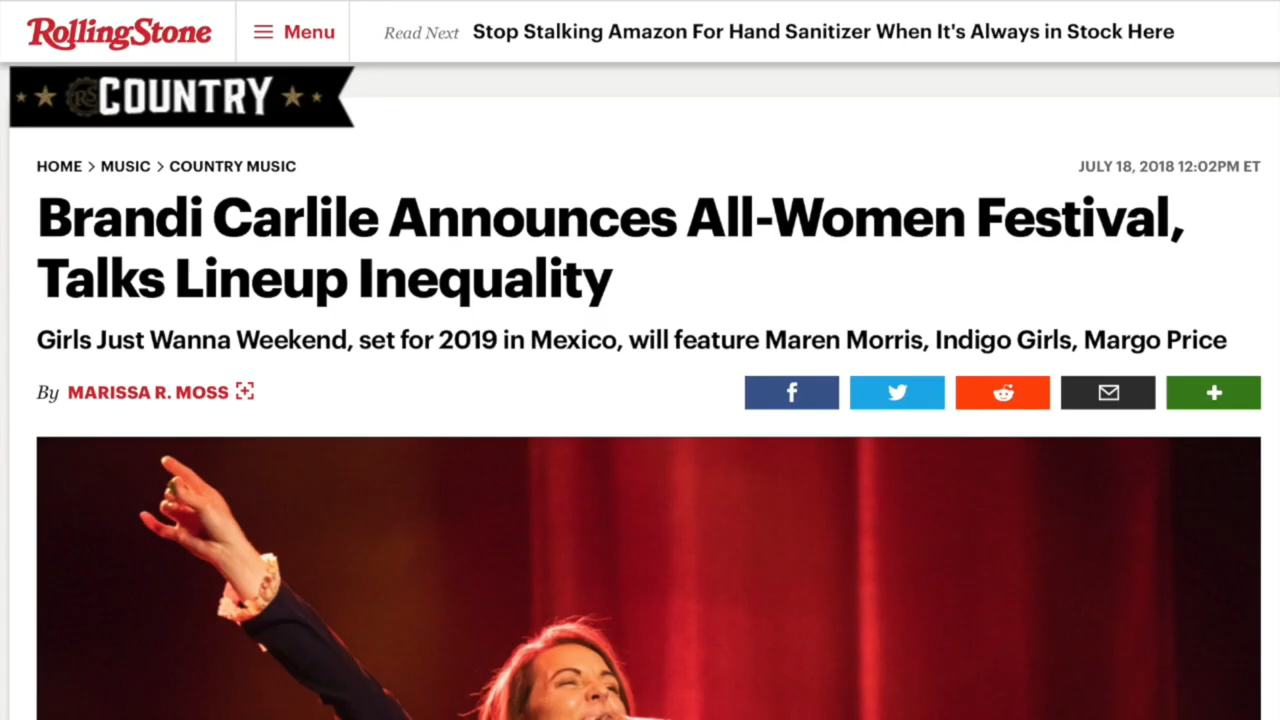 RollingStone
Menu
Read Next Stop Stalking Amazon For Hand Sanitizer When It's Always in Stock Here
RS COUNTRY
HOME > MUSIC > COUNTRY MUSIC
JULY 18, 2018 12:02PM ET
Brandi Carlile Announces All-Women Festival,
Talks Lineup Inequality
Girls Just Wanna Weekend, set for 2019 in Mexico, will feature Maren Morris, Indigo Girls, Margo Price
By MARISSA R. MOSS